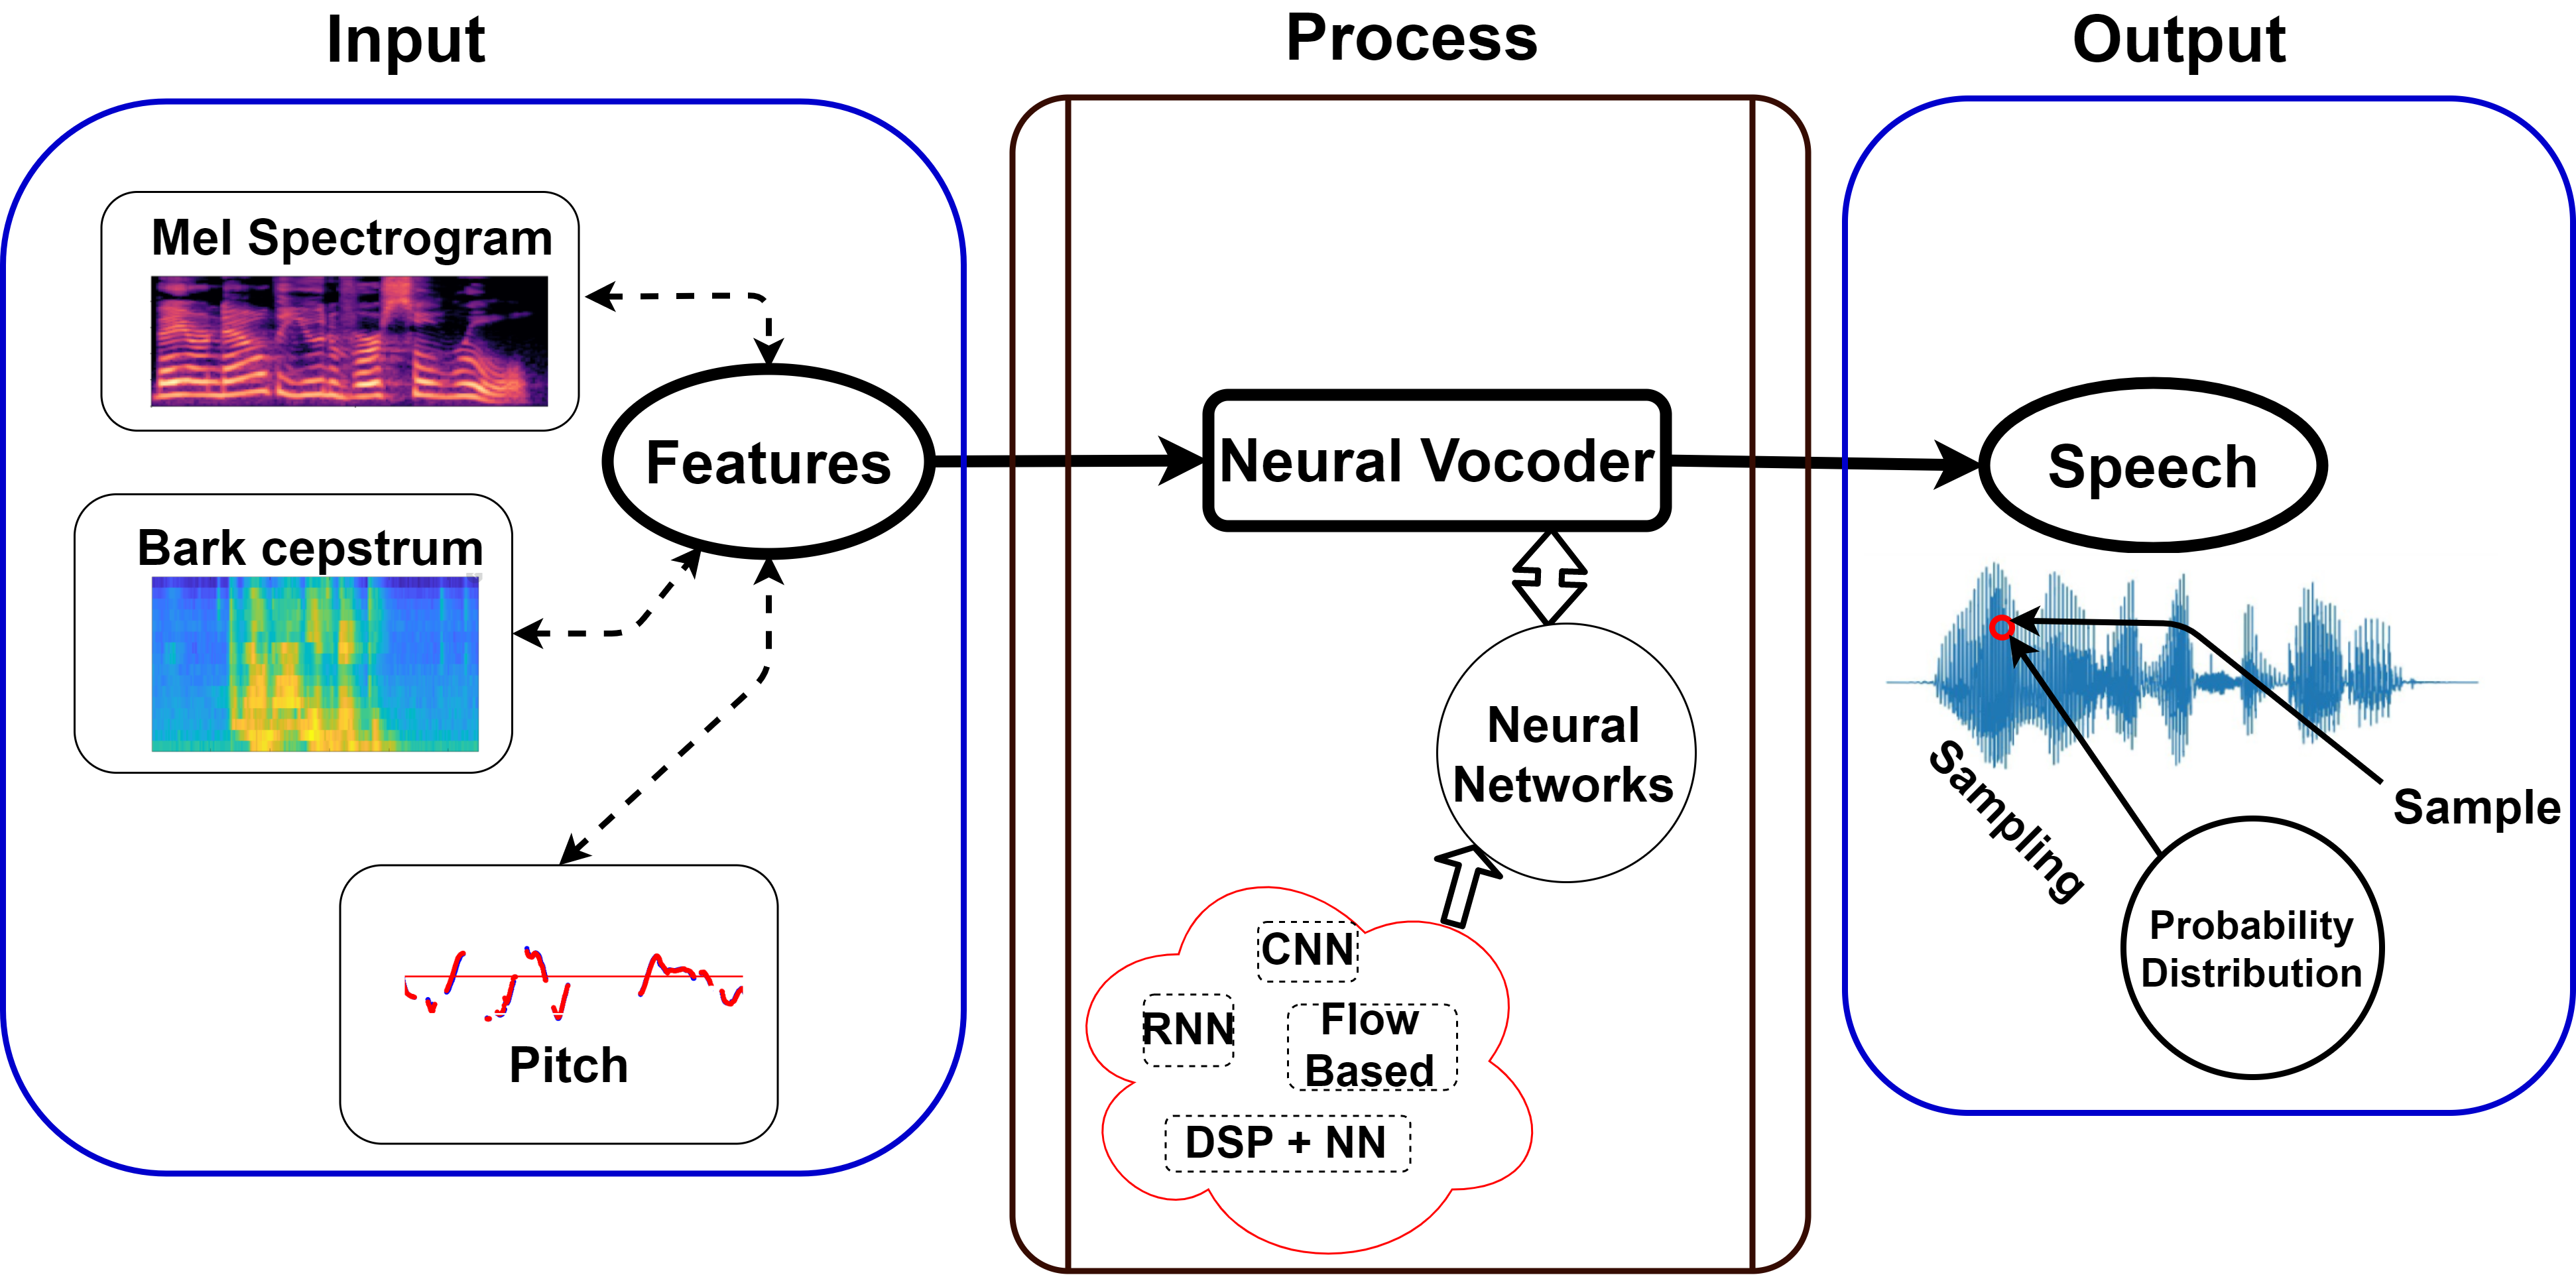 Input
Process
Output
Mel Spectrogram
Features
Bark cepstrum
Pitch
Neural Vocoder
Neural
Networks
CNN
RNN
Flow
Based
DSP + NN
Speech
Sampling
Sample
Probability
Distribution